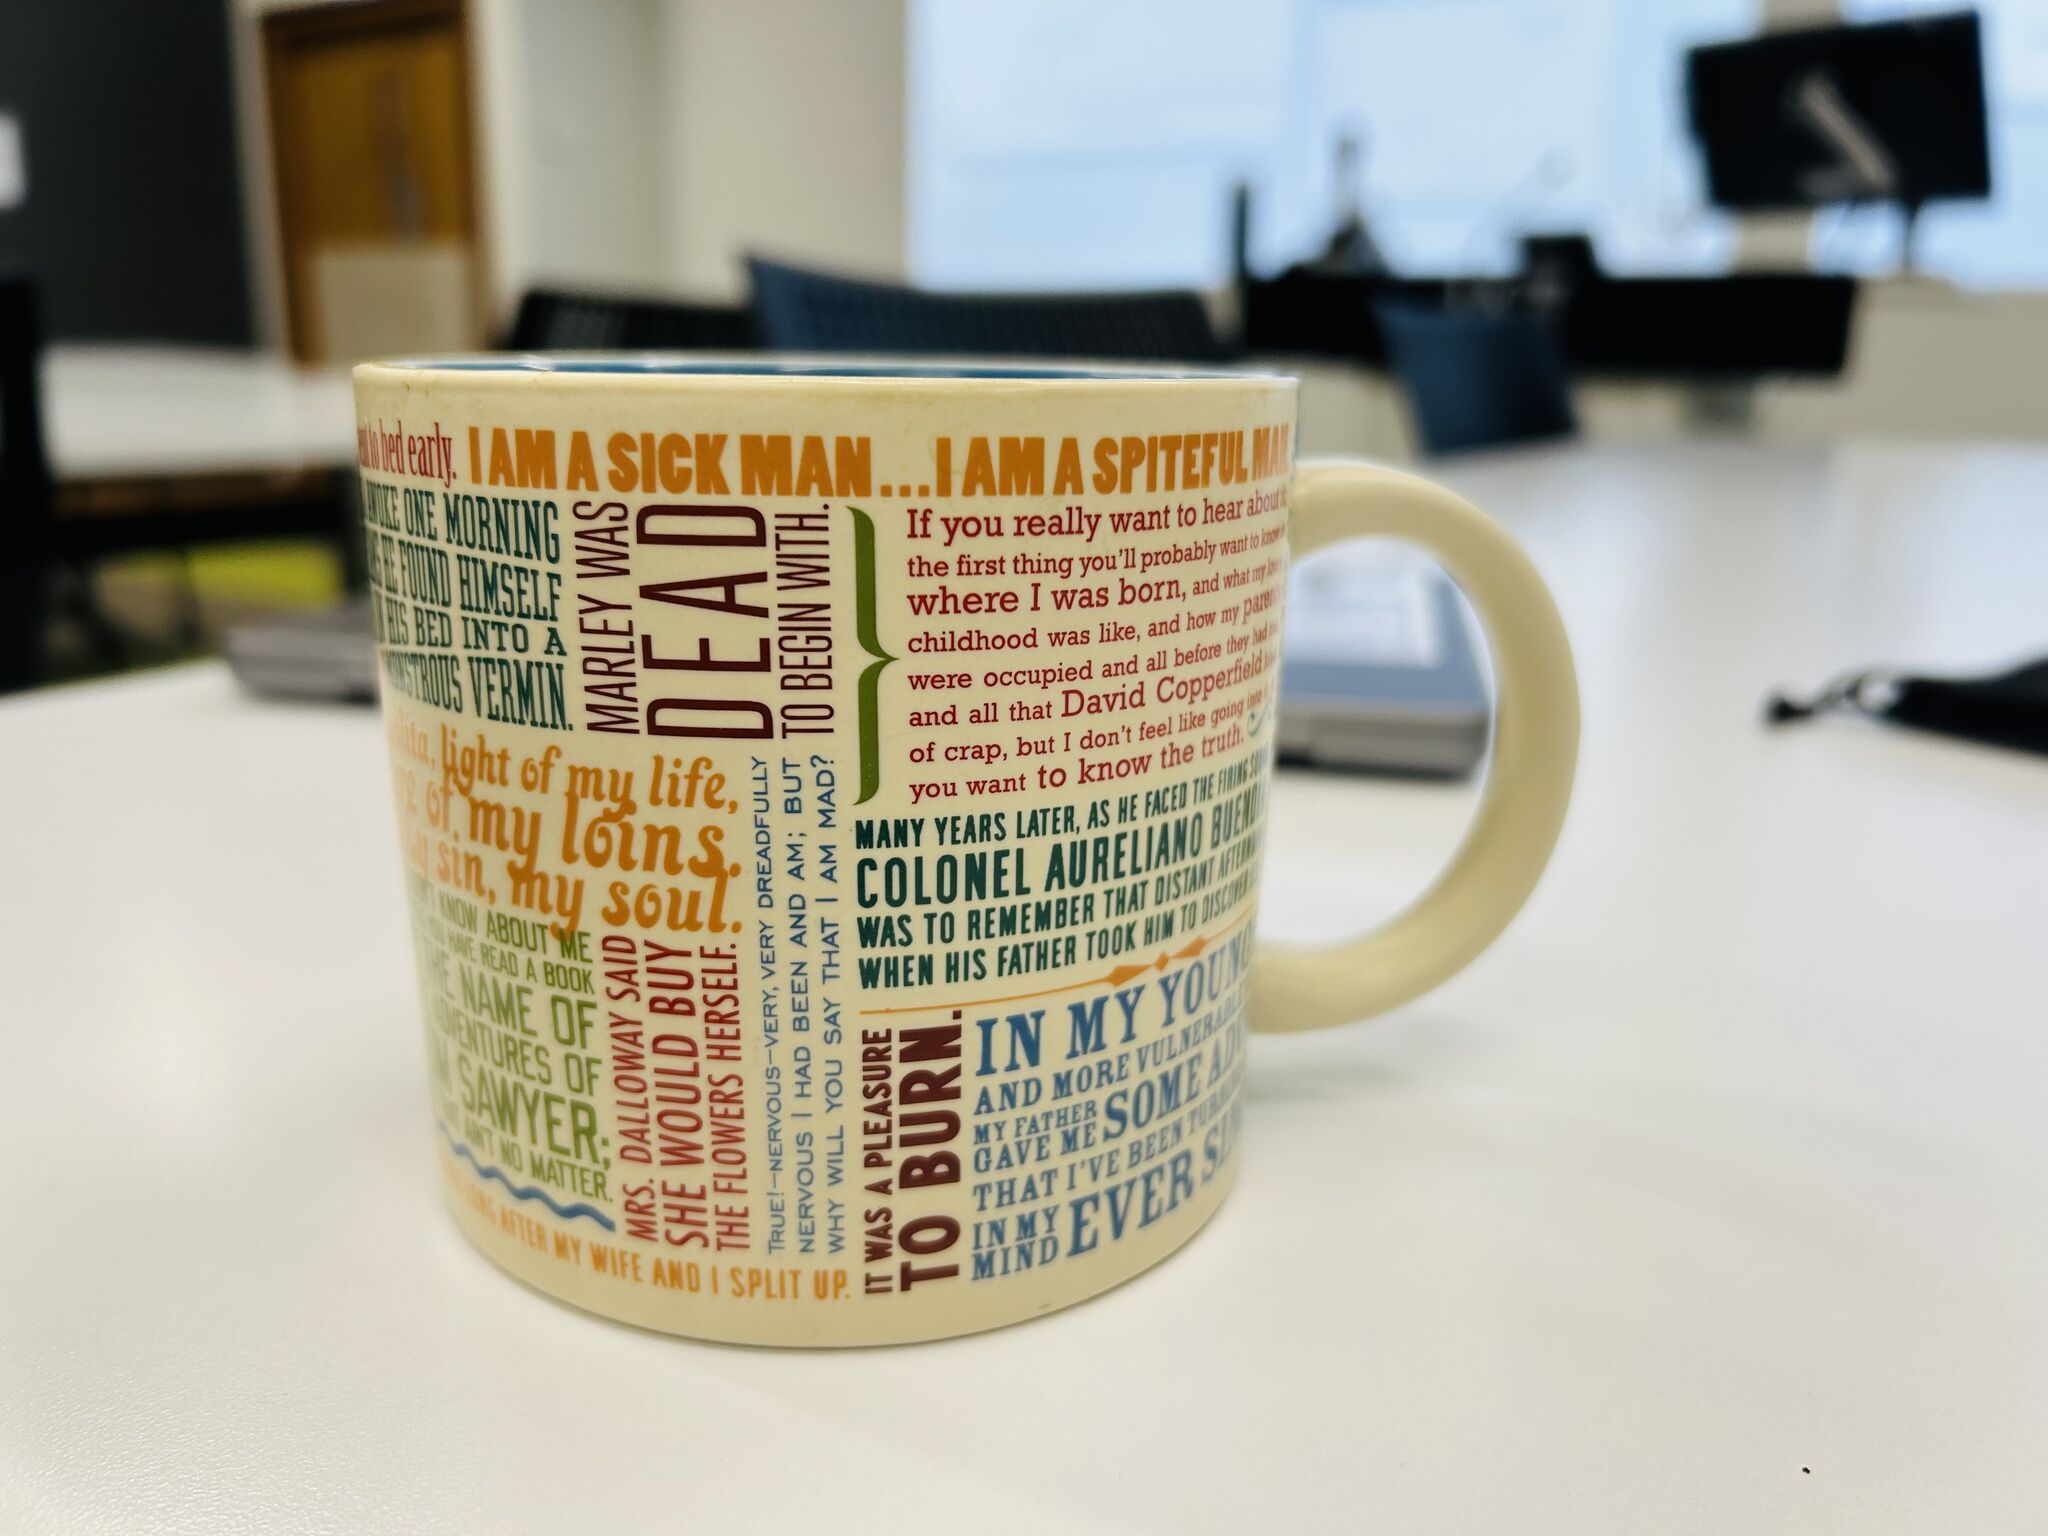 to bed early.
I AM A SICK MAN...I AM A SPITEFUL MAN
AWOKE ONE MORNING
HE FOUND HIMSELF
HIS BED INTO A
MONSTROUS VERMIN.
MARLEY WAS
DEAD
TO BEGIN WITH.
If you really want to hear about it
the first thing you'll probably want to know
where I was born, and what my
childhood was like, and how my parents
were occupied and all before they had
and all that David Copperfield
of crap, but I don't feel like going into
you want to know the truth.
light of my life,
of my loins.
sin, my soul.
TRUE!–NERVOUS–VERY, VERY DREADFULLY
NERVOUS I HAD BEEN AND AM; BUT
WHY WILL YOU SAY THAT I AM MAD?
MANY YEARS LATER, AS HE FACED THE FIRING
COLONEL AURELIANO
WAS TO REMEMBER THAT DISTANT
WHEN HIS FATHER TOOK HIM TO DISCOVER
KNOW ABOUT ME
HAVE READ A BOOK
NAME OF
OF
SAWYER;
AIN'T NO MATTER.
MRS. DALLOWAY SAID
SHE WOULD BUY
THE FLOWERS HERSELF.
IT WAS A PLEASURE
TO BURN.
IN MY
AND MORE
MY FATHER
GAVE ME SOME
THAT I'VE BEEN
IN MY
MIND EVER
AFTER MY WIFE AND I SPLIT UP.